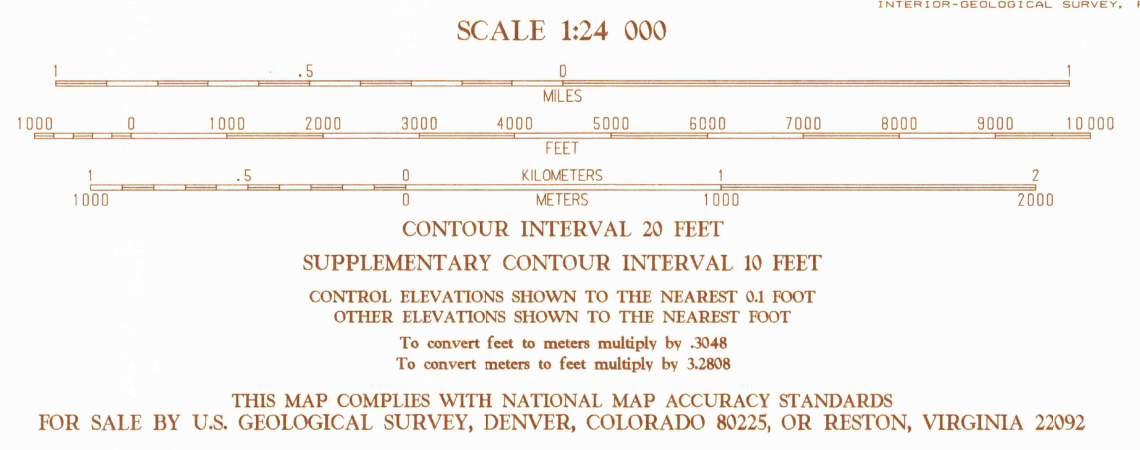 INTERIOR-GEOLOGICAL SURVEY,
SCALE 1:24 000
1 .5 0 1
MILES
1000 0 1000 2000 3000 4000 5000 6000 7000 8000 9000 10 000
FEET
1 .5 0 KILOMETERS 1 2
1000 0 METERS 1000 2000
CONTOUR INTERVAL 20 FEET
SUPPLEMENTARY CONTOUR INTERVAL 10 FEET
CONTROL ELEVATIONS SHOWN TO THE NEAREST 0.1 FOOT
OTHER ELEVATIONS SHOWN TO THE NEAREST FOOT
To convert feet to meters multiply by .3048
To convert meters to feet multiply by 3.2808
THIS MAP COMPLIES WITH NATIONAL MAP ACCURACY STANDARDS
FOR SALE BY U.S. GEOLOGICAL SURVEY, DENVER, COLORADO 80225, OR RESTON, VIRGINIA 22092